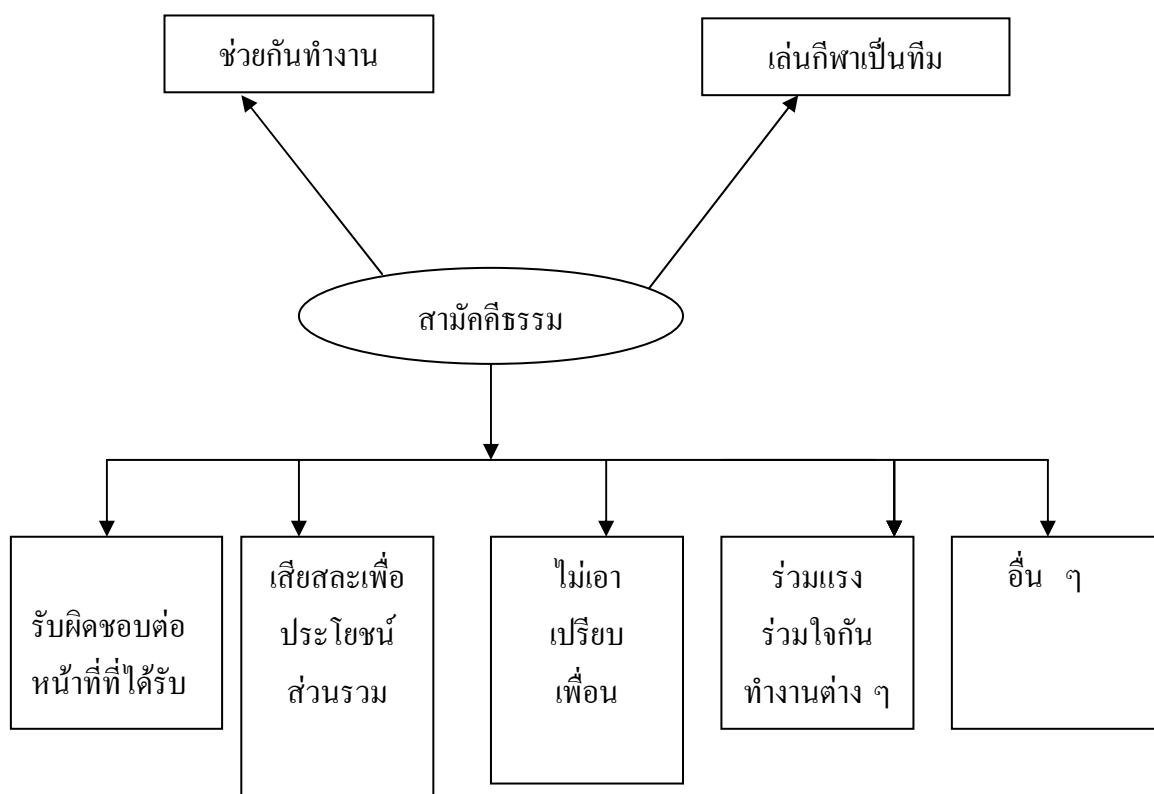 ช่วยกันทำงาน
เล่นกีฬาเป็นทีม
สามัคคีธรรม
รับผิดชอบต่อ
หน้าที่ที่ได้รับ
เสียสละเพื่อ
ประโยชน์
ส่วนรวม
ไม่เอา
เปรียบ
เพื่อน
ร่วมแรง
ร่วมใจกัน
ทำงานต่าง ๆ
อื่น ๆ